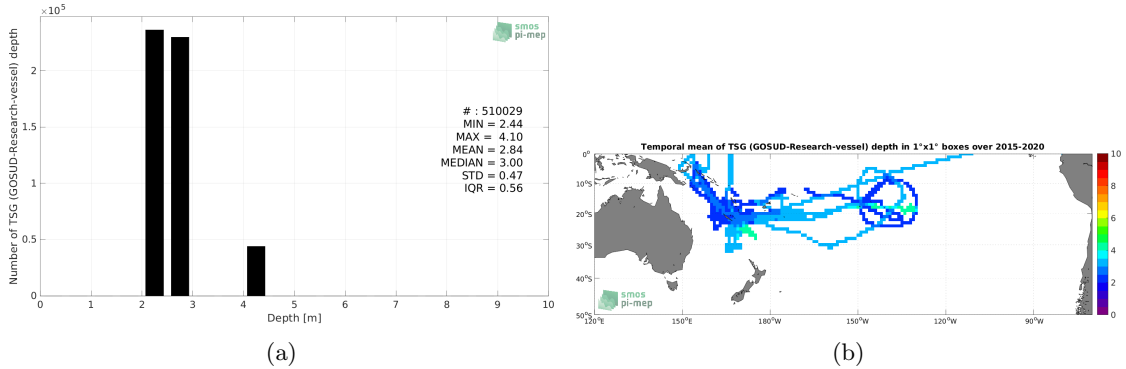 ×10⁵
smos
pi-mep
2
1.5
1
0.5
0
Number of TSG (GOSUD-Research-vessel) depth
# : 510029
MIN = 2.44
MAX = 4.10
MEAN = 2.84
MEDIAN = 3.00
STD = 0.47
IQR = 0.56
0 1 2 3 4 5 6 7 8 9 10
Depth [m]
(a)
Temporal mean of TSG (GOSUD-Research-vessel) depth in 1°x1° boxes over 2015-2020
0°
10°S
20°S
30°S
40°S
50°S
smos
pi-mep
120°E 150°E 180°W 150°W 120°W 90°W
10
8
6
4
2
0
(b)